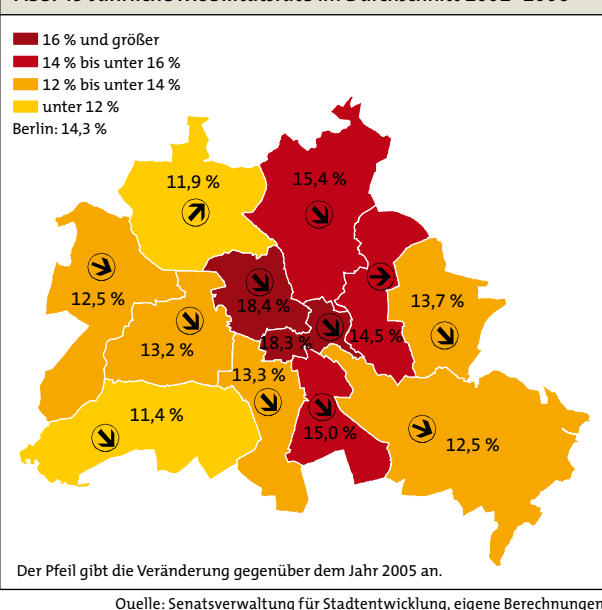 16 % und größer
14 % bis unter 16 %
12 % bis unter 14 %
unter 12 %
Berlin: 14,3 %
11,9 %
15,4 %
12,5 %
18,4 %
13,7 %
13,2 %
18,3 %
14,5 %
13,3 %
11,4 %
15,0 %
12,5 %
Der Pfeil gibt die Veränderung gegenüber dem Jahr 2005 an.
Quelle: Senatsverwaltung für Stadtentwicklung, eigene Berechnungen